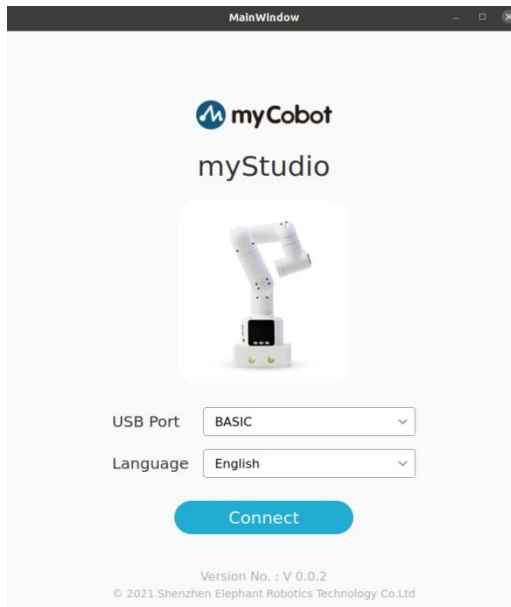 MainWindow
myCobot
myStudio
USB Port BASIC
Language English
Connect
Version No. : V 0.0.2
© 2021 Shenzhen Elephant Robotics Technology Co.Ltd